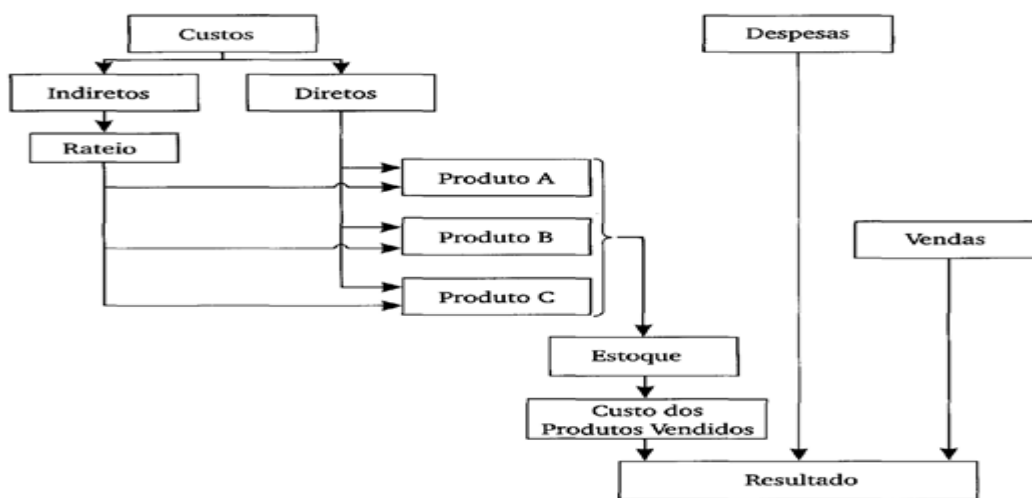 Custos
Despesas
Indiretos
Diretos
Rateio
Produto A
Produto B
Vendas
Produto C
Estoque
Custo dos
Produtos Vendidos
Resultado